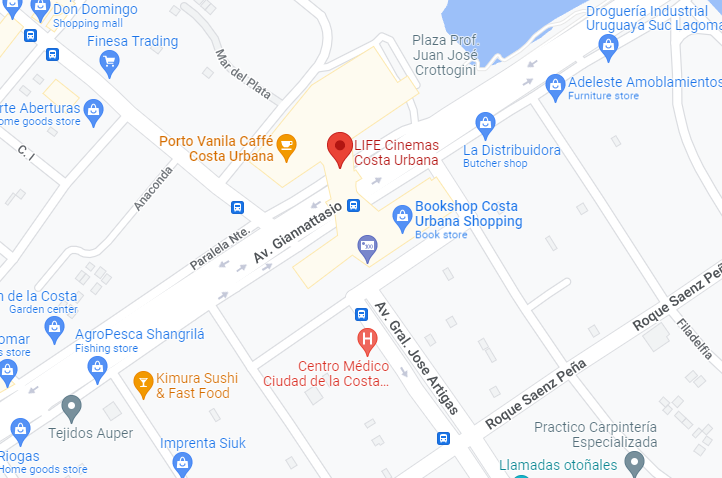 Don Domingo
Shopping mall
Droguería Industrial
Uruguaya Suc Lagoma
Finesa Trading
Plaza Prof.
Juan José
Crottogini
Mar del Plata
Adeleste Amoblamientos
Furniture store
rte Aberturas
ome goods store
Porto Vanila Caffé
Costa Urbana
LIFE Cinemas
Costa Urbana
La Distribuidora
Butcher shop
C. I
Anaconda
Bookshop Costa
Urbana Shopping
Book store
Paralela Nte.
Av. Giannattasio
n de la Costa
Garden center
Roque Saenz Peña
Filadelfia
omar
s store
AgroPesca Shangrilá
Fishing store
H
Centro Médico
Ciudad de la Costa...
Av. Gral. Jose Artigas
Kimura Sushi
& Fast Food
Roque Saenz Peña
Tejidos Auper
Practico Carpintería
Especializada
Imprenta Siuk
Riogas
Home goods store
Llamadas otoñales